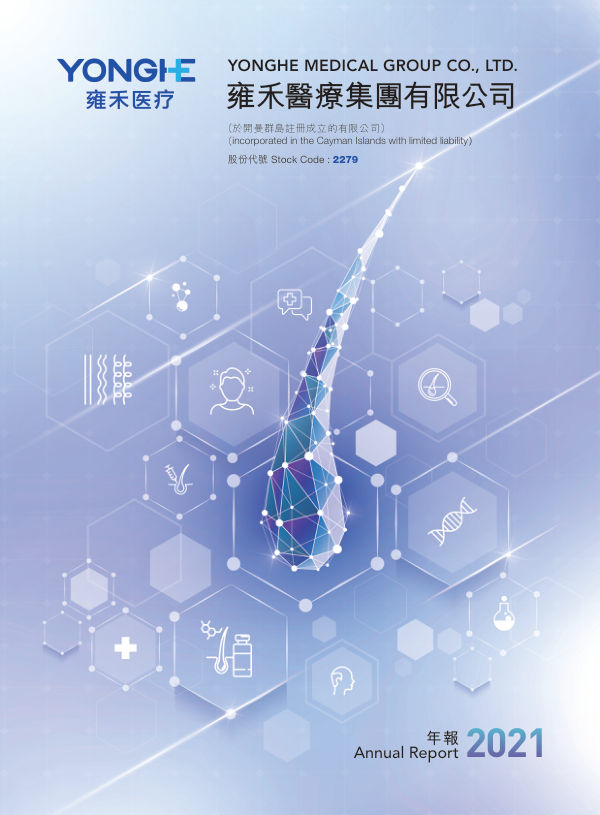 YONGHE
雍禾医疗
YONGHE MEDICAL GROUP CO., LTD.
雍禾醫療集團有限公司
(於開曼群島註冊成立的有限公司)
(incorporated in the Cayman Islands with limited liability)
股份代號 Stock Code : 2279
年報
Annual Report 2021